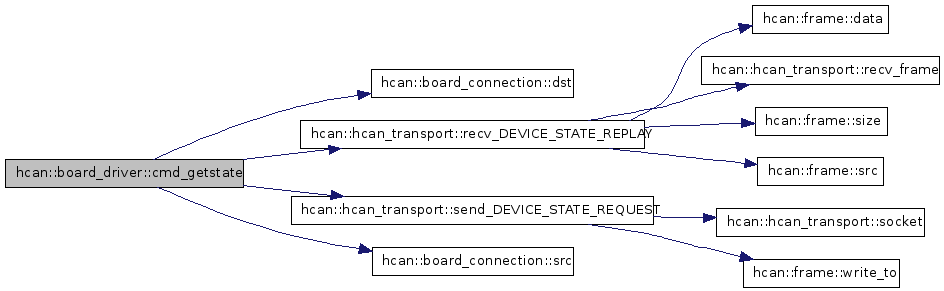 hcan::board_driver::cmd_getstate
hcan::board_connection::dst
hcan::hcan_transport::recv_DEVICE_STATE_REPLAY
hcan::hcan_transport::send_DEVICE_STATE_REQUEST
hcan::board_connection::src
hcan::frame::data
hcan::hcan_transport::recv_frame
hcan::frame::size
hcan::frame::src
hcan::hcan_transport::socket
hcan::frame::write_to